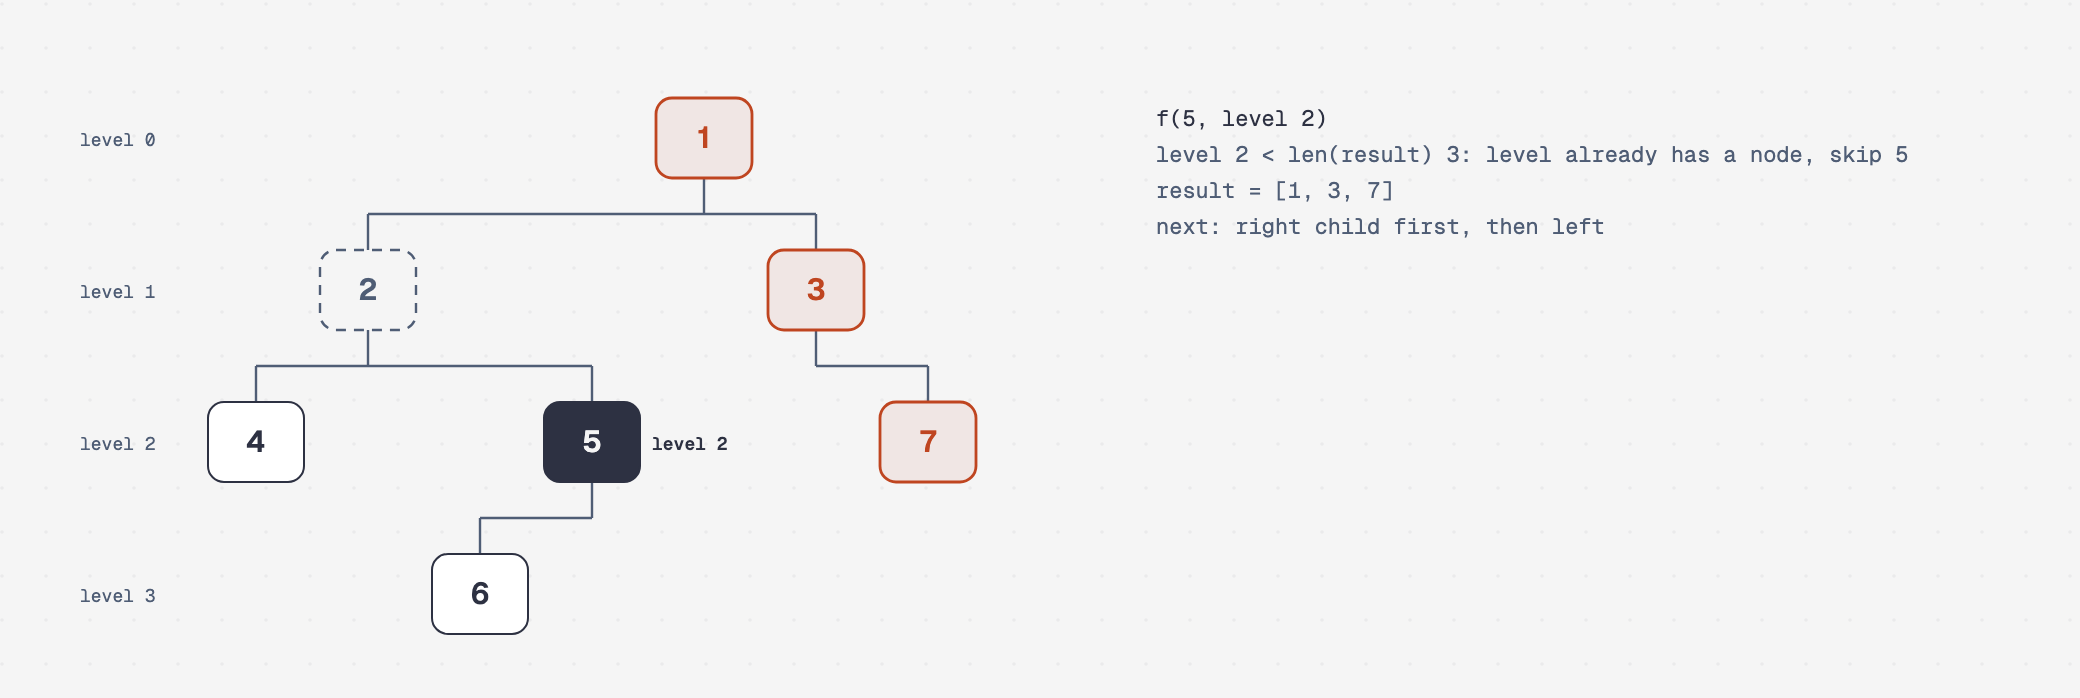 level 0
1
f(5, level 2)
level 2 < len(result) 3: level already has a node, skip 5
result = [1, 3, 7]
next: right child first, then left
level 1
2
3
level 2
4
5
level 2
7
level 3
6